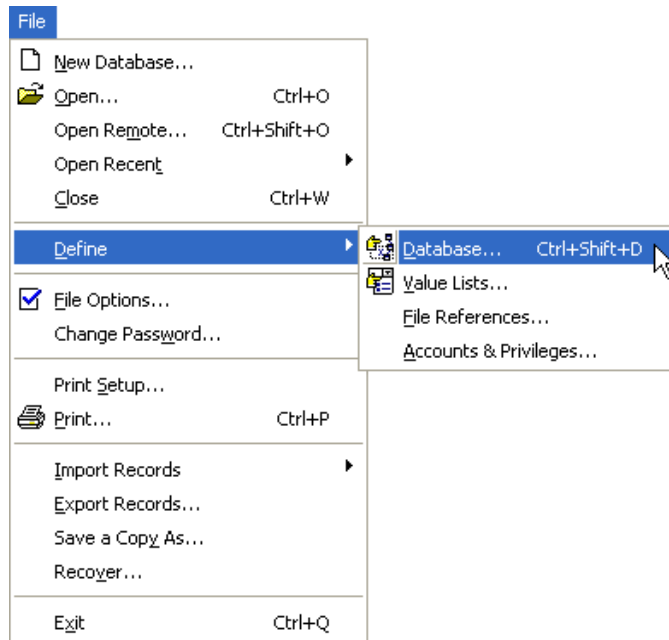 File
New Database...
Open... Ctrl+O
Open Remote... Ctrl+Shift+O
Open Recent
Close Ctrl+W
Define
Database... Ctrl+Shift+D
Value Lists...
File References...
Accounts & Privileges...
File Options...
Change Password...
Print Setup...
Print... Ctrl+P
Import Records
Export Records...
Save a Copy As...
Recover...
Exit Ctrl+Q